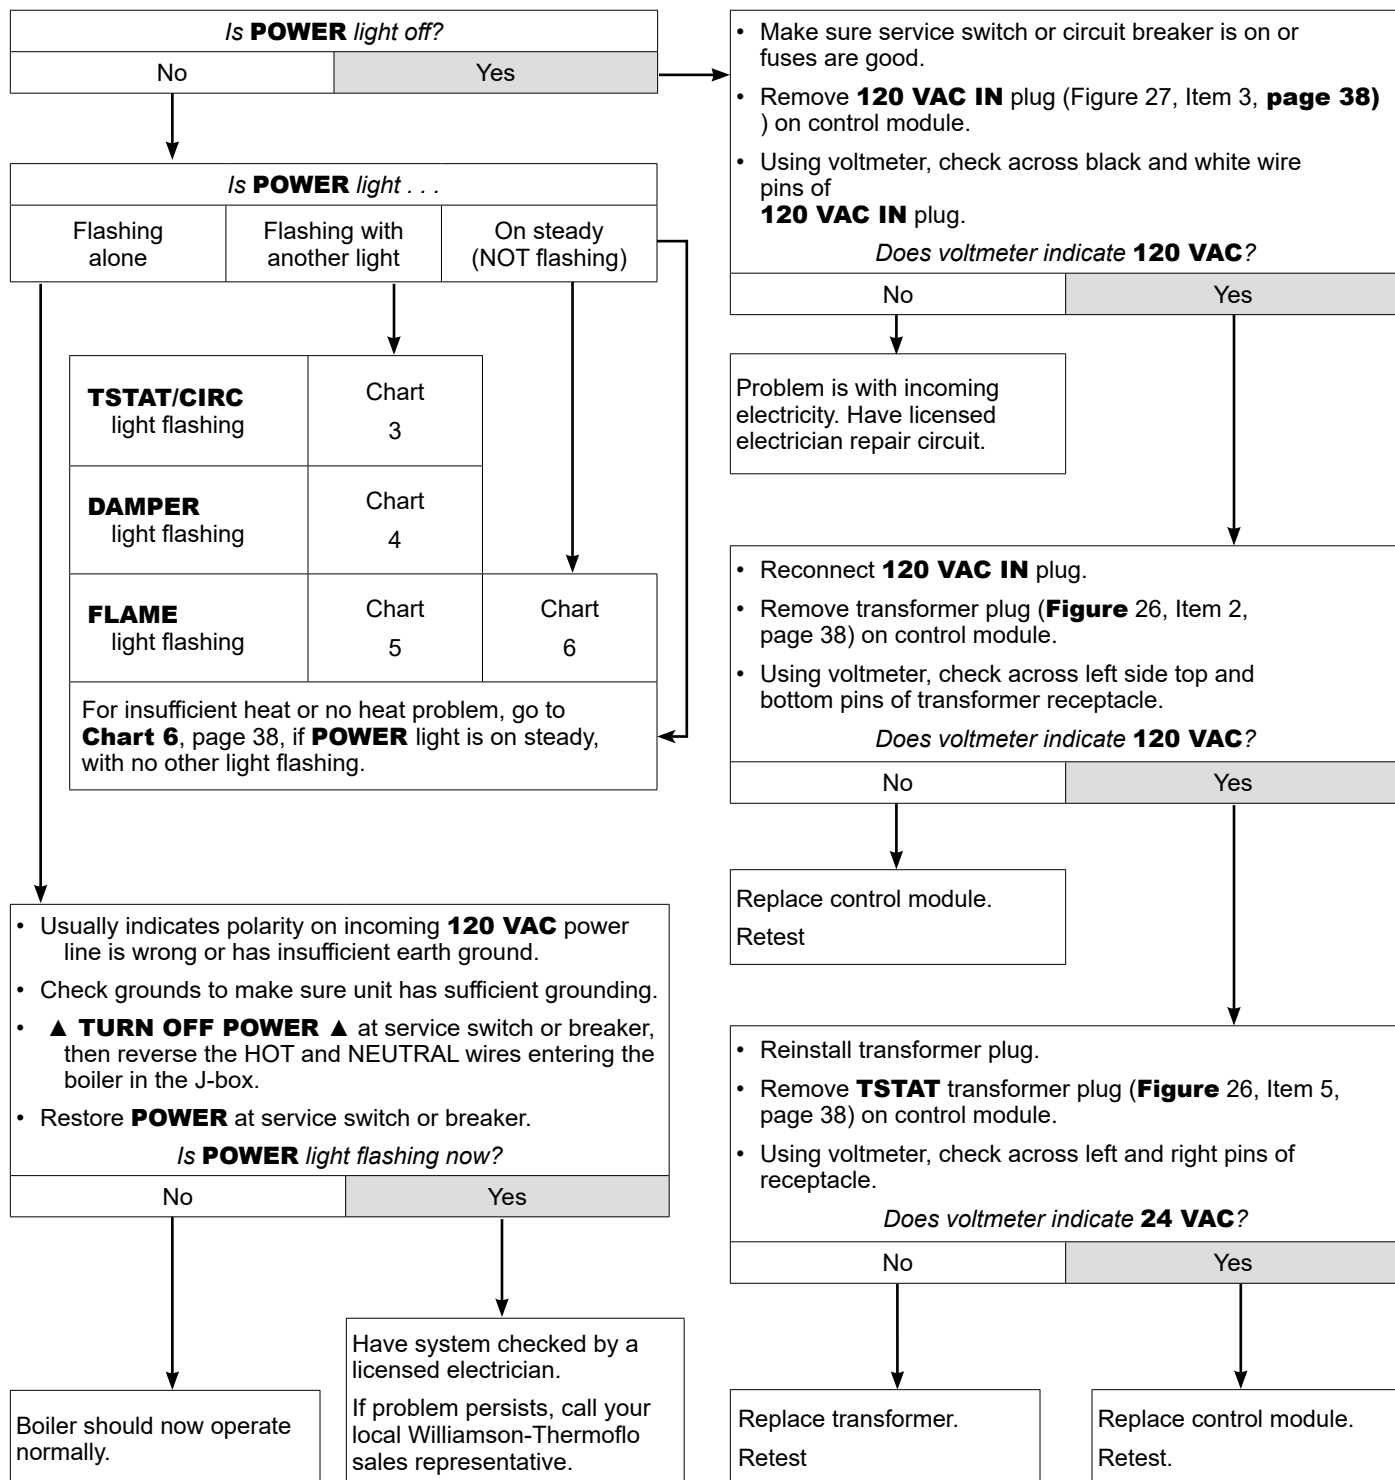 Is POWER light off?
No
Yes
Is POWER light . . .
Flashing
alone
Flashing with
another light
On steady
(NOT flashing)
TSTAT/CIRC
light flashing
Chart
3
DAMPER
light flashing
Chart
4
FLAME
light flashing
Chart
5
Chart
6
For insufficient heat or no heat problem, go to
Chart 6, page 38, if POWER light is on steady,
with no other light flashing.
• Usually indicates polarity on incoming 120 VAC power
line is wrong or has insufficient earth ground.
• Check grounds to make sure unit has sufficient grounding.
• ▲ TURN OFF POWER ▲ at service switch or breaker,
then reverse the HOT and NEUTRAL wires entering the
boiler in the J-box.
• Restore POWER at service switch or breaker.
Is POWER light flashing now?
No
Yes
Boiler should now operate
normally.
Have system checked by a
licensed electrician.
If problem persists, call your
local Williamson-Thermoflo
sales representative.
• Make sure service switch or circuit breaker is on or
fuses are good.
• Remove 120 VAC IN plug (Figure 27, Item 3, page 38)
) on control module.
• Using voltmeter, check across black and white wire
pins of
120 VAC IN plug.
Does voltmeter indicate 120 VAC?
No
Yes
Problem is with incoming
electricity. Have licensed
electrician repair circuit.
• Reconnect 120 VAC IN plug.
• Remove transformer plug (Figure 26, Item 2,
page 38) on control module.
• Using voltmeter, check across left side top and
bottom pins of transformer receptacle.
Does voltmeter indicate 120 VAC?
No
Yes
Replace control module.
Retest
• Reinstall transformer plug.
• Remove TSTAT transformer plug (Figure 26, Item 5,
page 38) on control module.
• Using voltmeter, check across left and right pins of
receptacle.
Does voltmeter indicate 24 VAC?
No
Yes
Replace transformer.
Retest
Replace control module.
Retest.